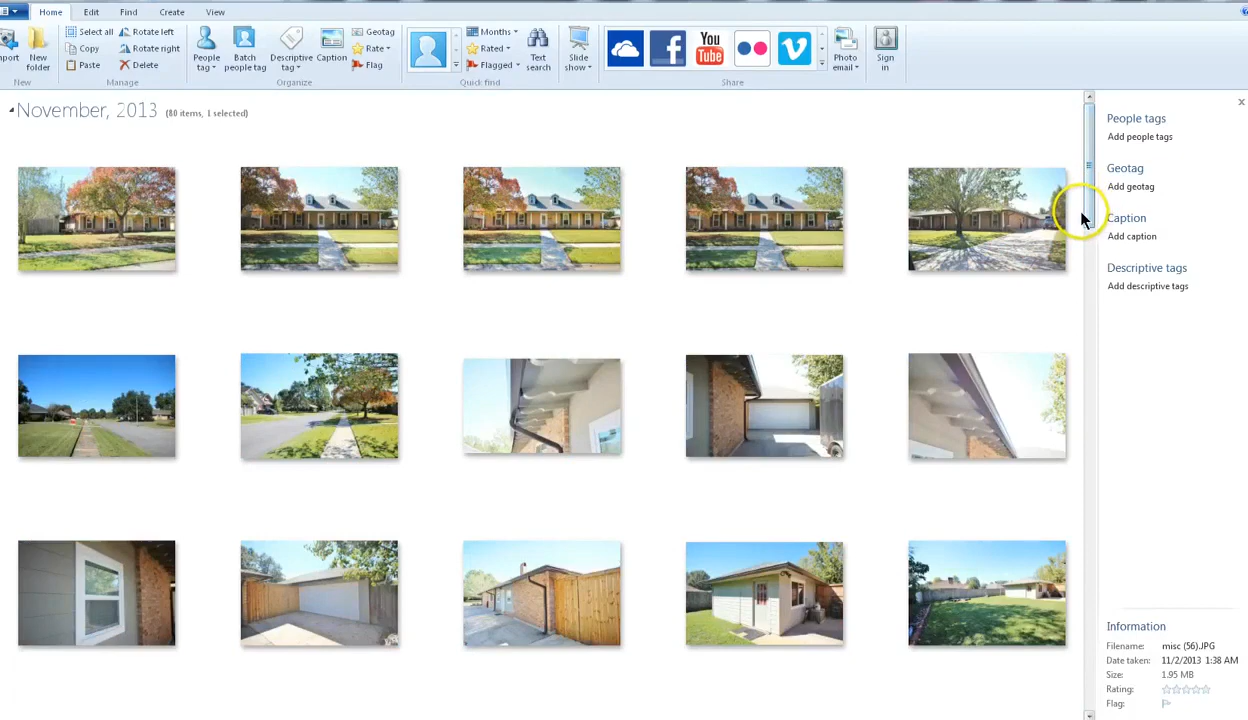 Home Edit Find Create View
Select all Rotate left
Copy Rotate right
Paste Delete
New folder
New
Manage
People tag
Batch people tag
Descriptive tag
Caption
Geotag
Rate
Flag
Organize
Months
Rated
Flagged
Text search
Quick find
Slide show
You Tube
Photo email
Share
Sign in
November, 2013 (80 items, 1 selected)
People tags
Add people tags
Geotag
Add geotag
Caption
Add caption
Descriptive tags
Add descriptive tags
Information
Filename: misc (56).JPG
Date taken: 11/2/2013 1:38 AM
Size: 1.95 MB
Rating:
Flag: